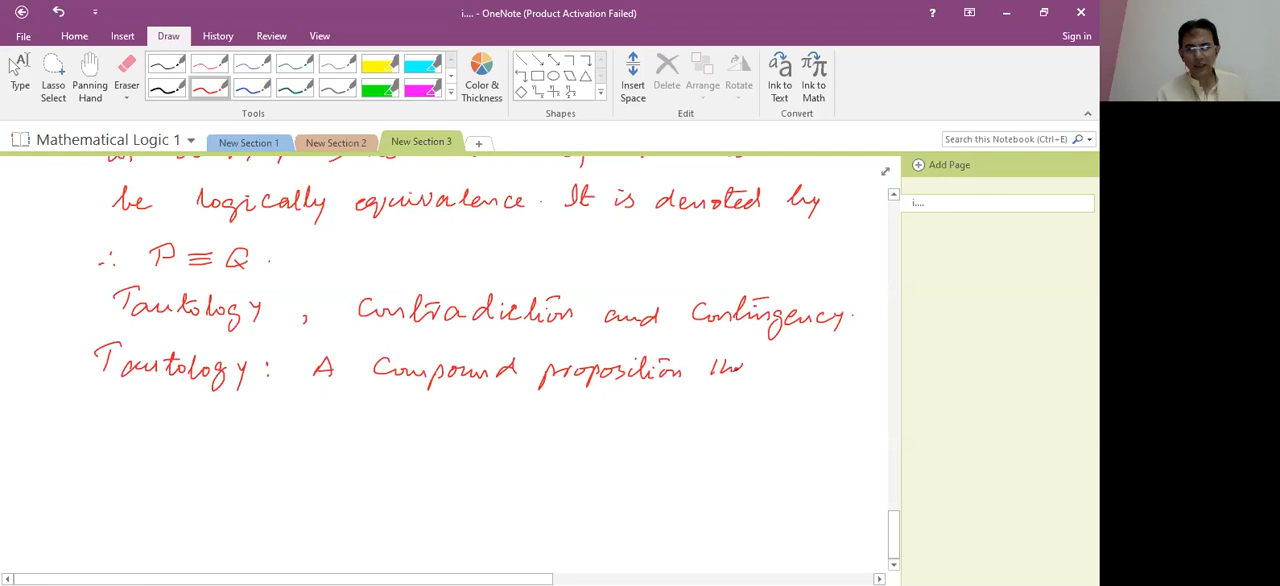 i.... - OneNote (Product Activation Failed)
File Home Insert Draw History Review View Sign in
Type Lasso Select Panning Hand Eraser Color & Thickness Insert Space Delete Arrange Rotate Ink to Text Ink to Math
Tools Shapes Edit Convert
Mathematical Logic 1 New Section 1 New Section 2 New Section 3 Search this Notebook (Ctrl+E)
Add Page
i....
be logically equivalence. It is denoted by
∴ P ≡ Q .
Tautology , Contradiction and Contingency.
Tautology : A Compound proposition